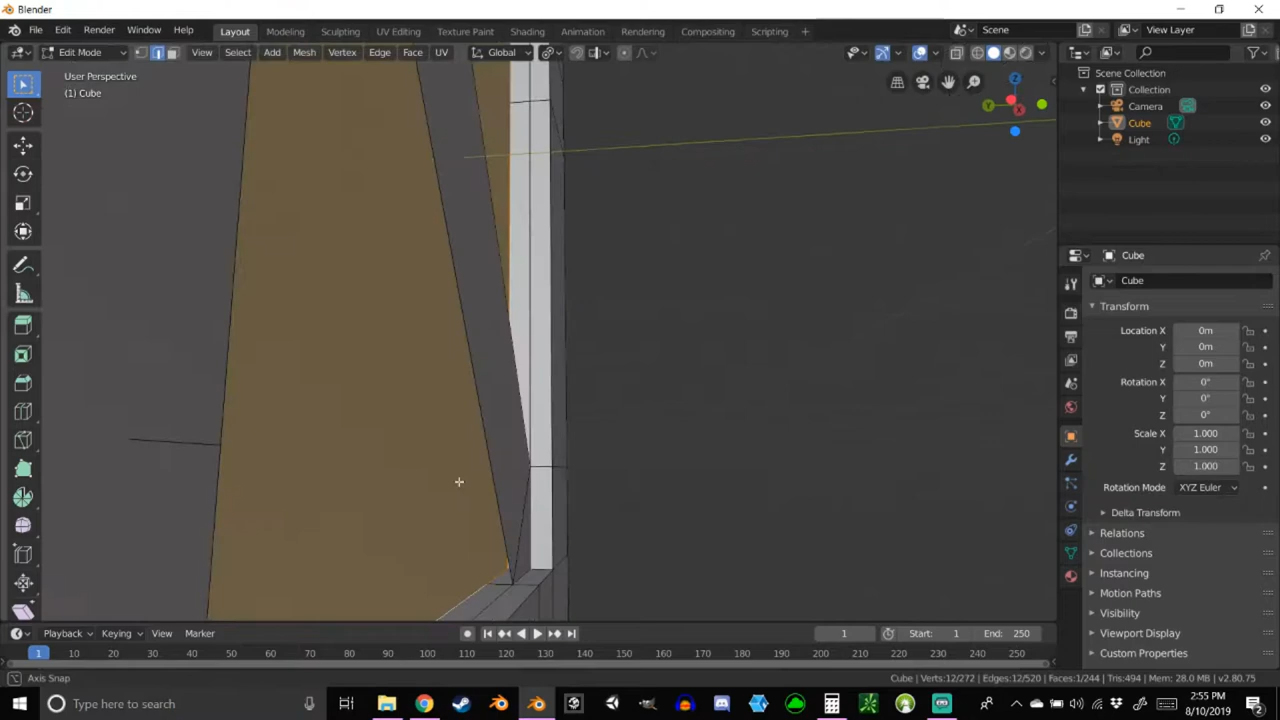 Blender
File Edit Render Window Help
Layout Modeling Sculpting UV Editing Texture Paint Shading Animation Rendering Compositing Scripting +
Scene View Layer
Edit Mode View Select Add Mesh Vertex Edge Face UV Global
User Perspective
(1) Cube
Z
Y
X
Scene Collection
Collection
Camera
Cube
Light
Cube
Cube
Transform
Location X 0m
Y 0m
Z 0m
Rotation X 0°
Y 0°
Z 0°
Scale X 1.000
Y 1.000
Z 1.000
Rotation Mode XYZ Euler
Delta Transform
Relations
Collections
Instancing
Motion Paths
Visibility
Viewport Display
Custom Properties
Playback Keying View Marker 1 Start: 1 End: 250
1 10 20 30 40 50 60 70 80 90 100 110 120 130 140 150 160 170 180 190 200 210 220 230 240 250
Axis Snap Cube | Verts:12/272 | Edges:12/520 | Faces:1/244 | Tris:494 | Mem: 28.0 MB | v2.80.75
Type here to search
2:55 PM
8/10/2019
2